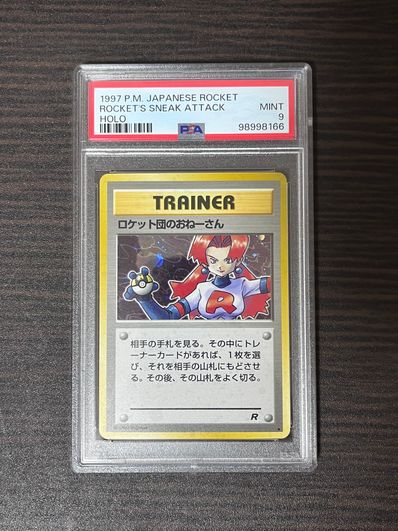 1997 P.M. JAPANESE ROCKET
ROCKET'S SNEAK ATTACK MINT
HOLO 9
PSA 98998166
TRAINER
ロケット団のおねーさん
R
相手の手札を見る。その中にトレ
ーナーカードがあれば、1枚を選
び、それを相手の山札にもどさせ
る。その後、その山札をよく切る。
R